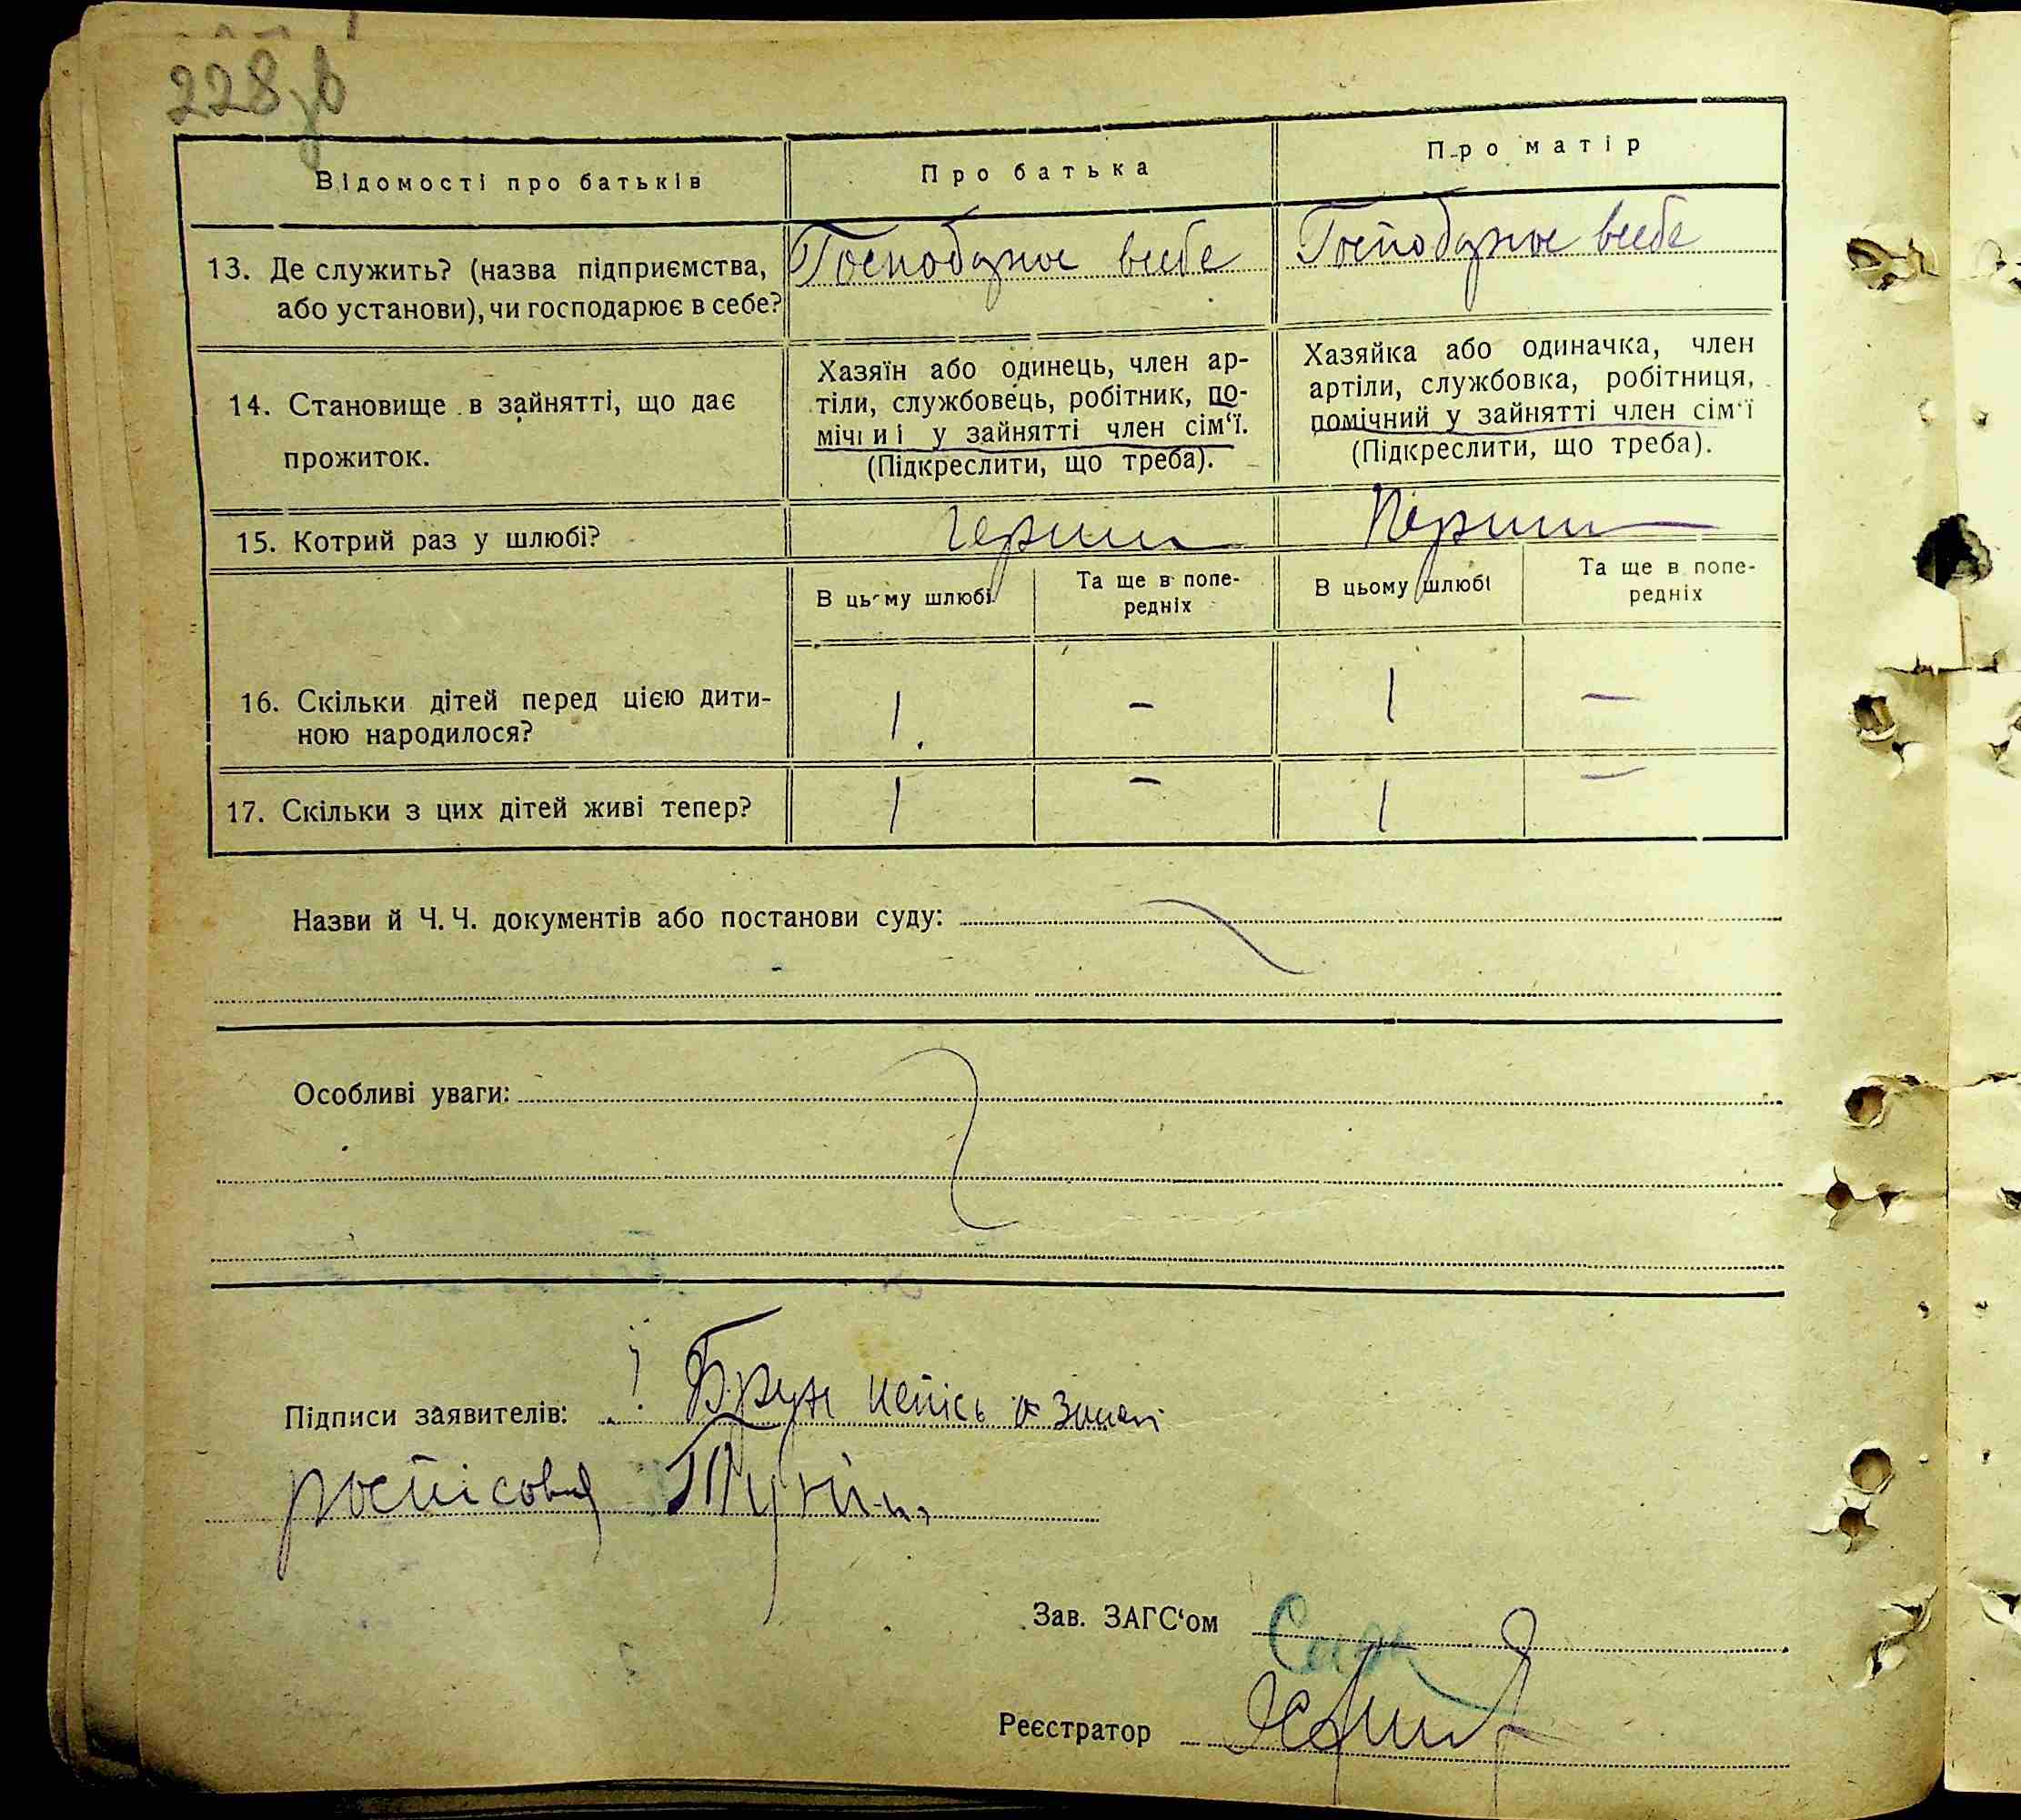 228зв
Відомості про батьків
Про батька
Про матір
13. Де служить? (назва підприємства,
або установи), чи господарює в себе?
Господарює в себе
Господарює в себе
14. Становище в зайнятті, що дає
прожиток.
Хазяїн або одинець, член ар-
тіли, службовець, робітник, по-
мічний у зайнятті член сім‘ї.
(Підкреслити, що треба).
Хазяйка або одиначка, член
артіли, службовка, робітниця,
помічний у зайнятті член сім‘ї
(Підкреслити, що треба).
15. Котрий раз у шлюбі?
Перший
Перший
В цьому шлюбі
Та ще в попе-
редніх
В цьому шлюбі
Та ще в попе-
редніх
16. Скільки дітей перед цією дити-
ною народилося?
1 - 1 -
17. Скільки з цих дітей живі тепер?
1 - 1 -
Назви й Ч. Ч. документів або постанови суду:
Особливі уваги:
Підписи заявителів:
Зав. ЗАГС‘ом
Реєстратор